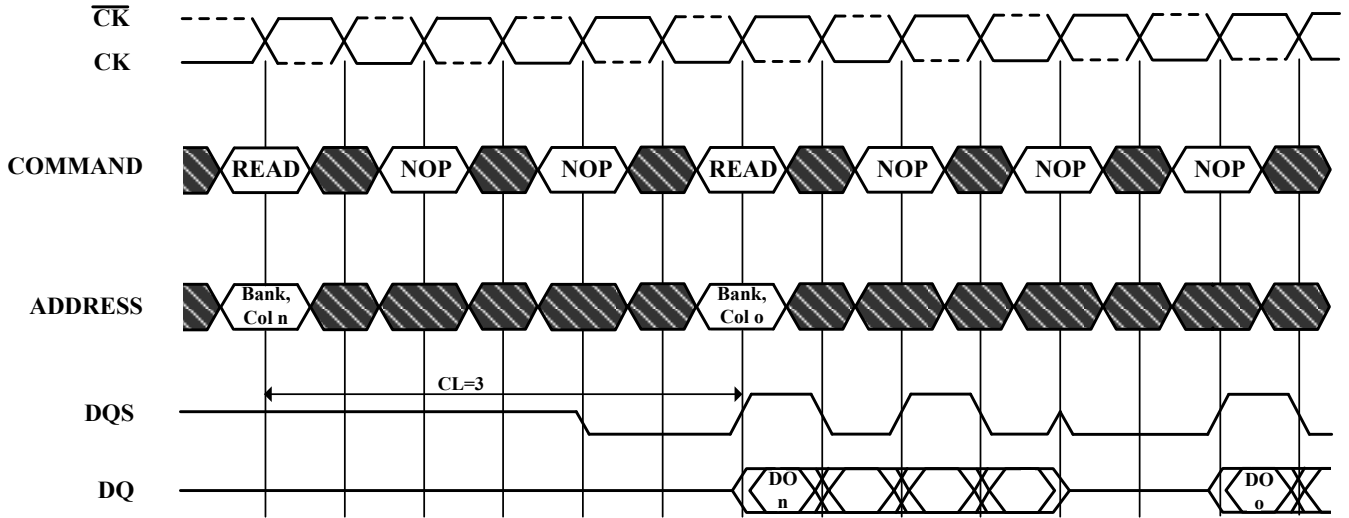 C̅K̅
CK
COMMAND
READ
NOP
NOP
READ
NOP
NOP
NOP
ADDRESS
Bank,
Col n
Bank,
Col o
CL=3
DQS
DQ
DO
n
DO
o